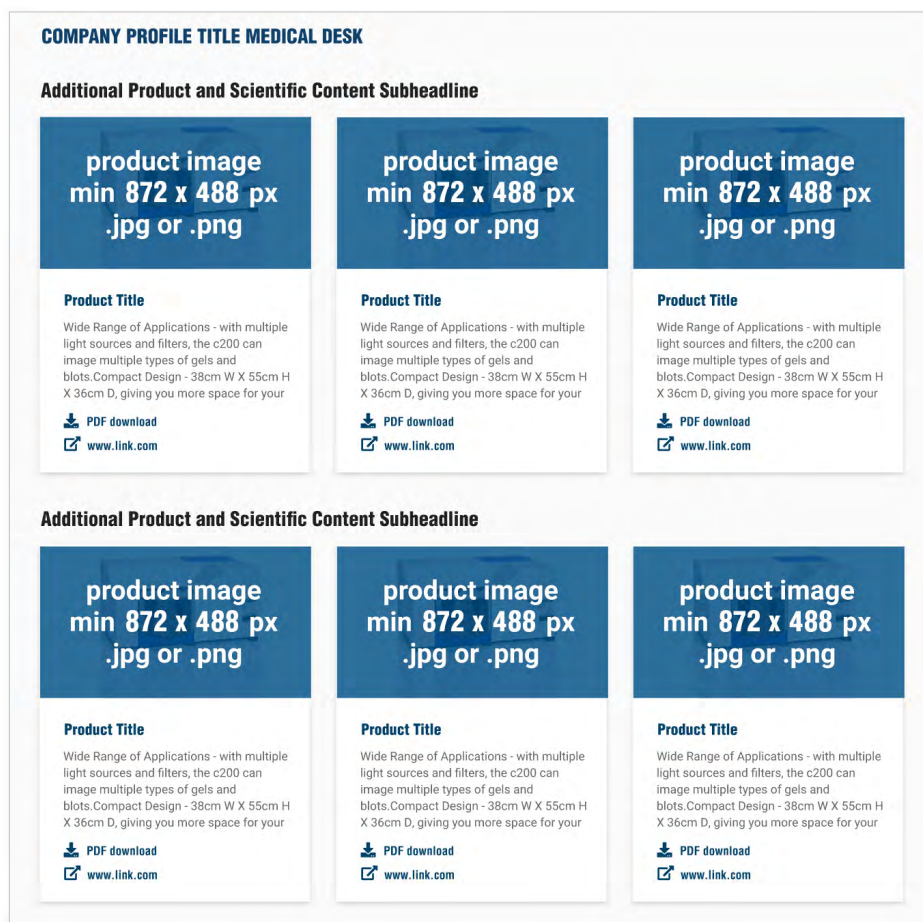 COMPANY PROFILE TITLE MEDICAL DESK
Additional Product and Scientific Content Subheadline
product image
min 872 x 488 px
.jpg or .png
Product Title
Wide Range of Applications - with multiple
light sources and filters, the c200 can
image multiple types of gels and
blots.Compact Design - 38cm W X 55cm H
X 36cm D, giving you more space for your
PDF download
www.link.com
product image
min 872 x 488 px
.jpg or .png
Product Title
Wide Range of Applications - with multiple
light sources and filters, the c200 can
image multiple types of gels and
blots.Compact Design - 38cm W X 55cm H
X 36cm D, giving you more space for your
PDF download
www.link.com
product image
min 872 x 488 px
.jpg or .png
Product Title
Wide Range of Applications - with multiple
light sources and filters, the c200 can
image multiple types of gels and
blots.Compact Design - 38cm W X 55cm H
X 36cm D, giving you more space for your
PDF download
www.link.com
Additional Product and Scientific Content Subheadline
product image
min 872 x 488 px
.jpg or .png
Product Title
Wide Range of Applications - with multiple
light sources and filters, the c200 can
image multiple types of gels and
blots.Compact Design - 38cm W X 55cm H
X 36cm D, giving you more space for your
PDF download
www.link.com
product image
min 872 x 488 px
.jpg or .png
Product Title
Wide Range of Applications - with multiple
light sources and filters, the c200 can
image multiple types of gels and
blots.Compact Design - 38cm W X 55cm H
X 36cm D, giving you more space for your
PDF download
www.link.com
product image
min 872 x 488 px
.jpg or .png
Product Title
Wide Range of Applications - with multiple
light sources and filters, the c200 can
image multiple types of gels and
blots.Compact Design - 38cm W X 55cm H
X 36cm D, giving you more space for your
PDF download
www.link.com